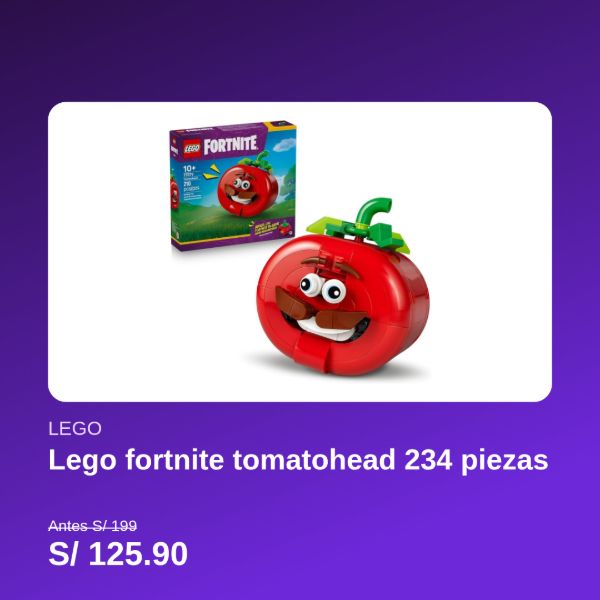 LEGO FORTNITE
10+
LEGO
Lego fortnite tomatohead 234 piezas
Antes S/ 199
S/ 125.90